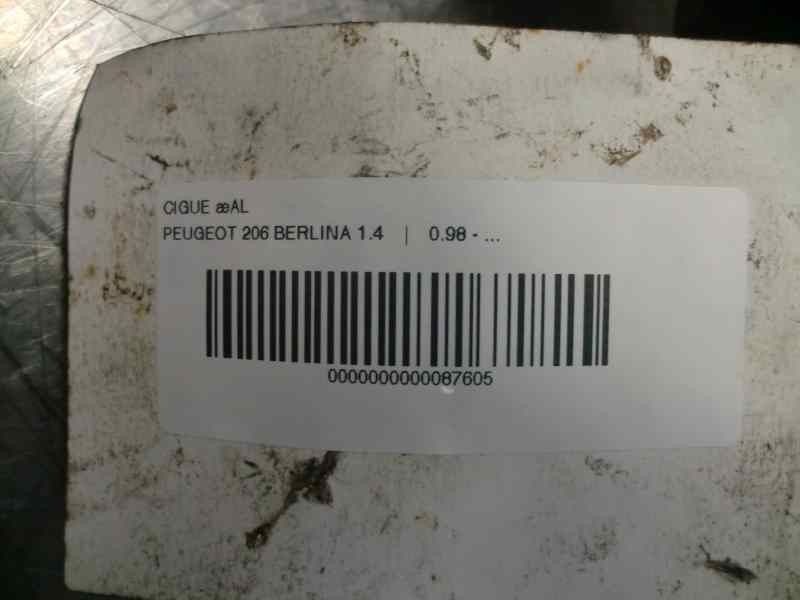 CIGUE æAL
PEUGEOT 206 BERLINA 1.4 | 0.98 - ...
0000000000087605